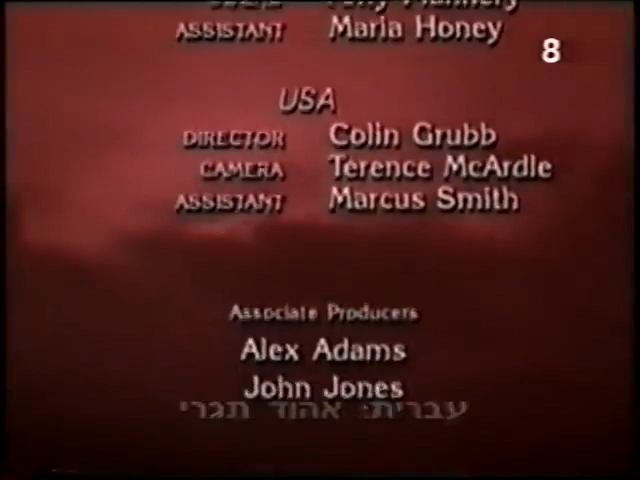 ASSISTANT Maria Honey
8
USA
DIRECTOR Colin Grubb
CAMERA Terence McArdle
ASSISTANT Marcus Smith
Associate Producers
Alex Adams
John Jones
עברית: אהוד תגרי